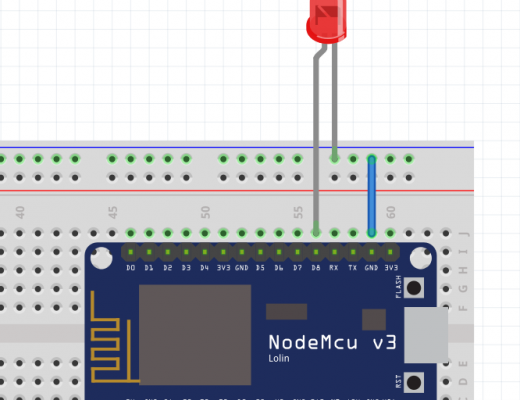 40 45 50 55 60
J
I
H
G
F
E
D
C
D0 D1 D2 D3 D4 3V3 GND D5 D6 D7 D8 RX TX GND 3V3
FLASH
NodeMcu v3
Lolin
RST